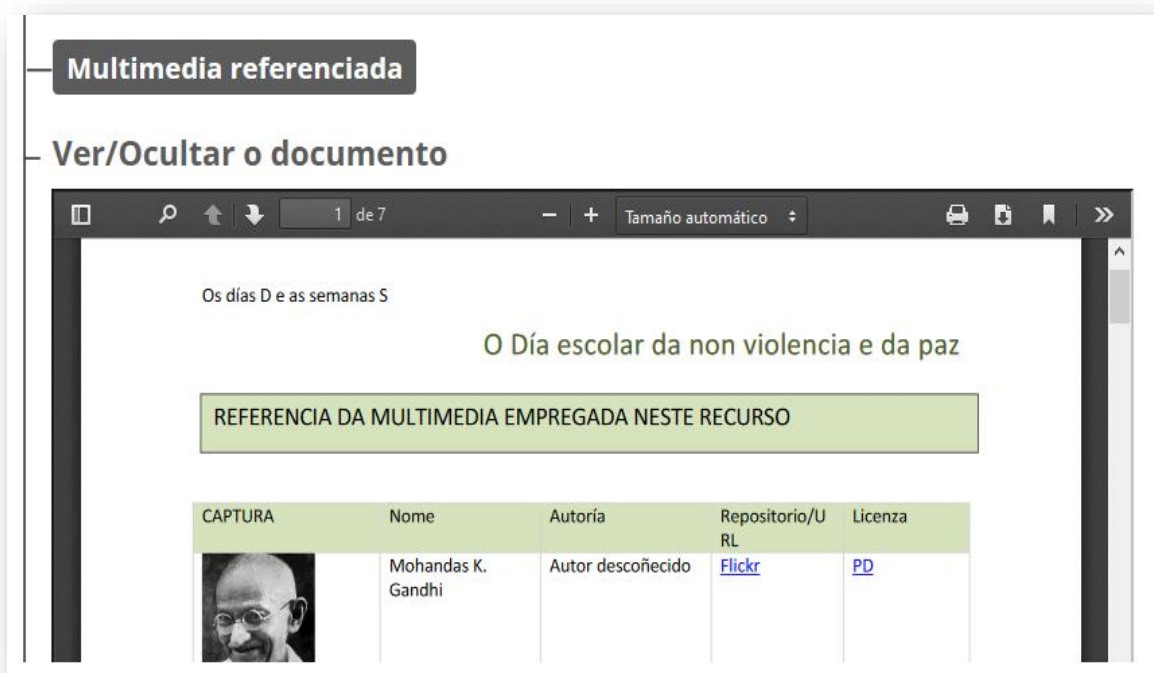 Multimedia referenciada
Ver/Ocultar o documento
1 de 7
Tamaño automático
Os días D e as semanas S
O Día escolar da non violencia e da paz
REFERENCIA DA MULTIMEDIA EMPREGADA NESTE RECURSO
CAPTURA Nome Autoría Repositorio/U Licenza
RL
Mohandas K. Autor descoñecido Flickr PD
Gandhi